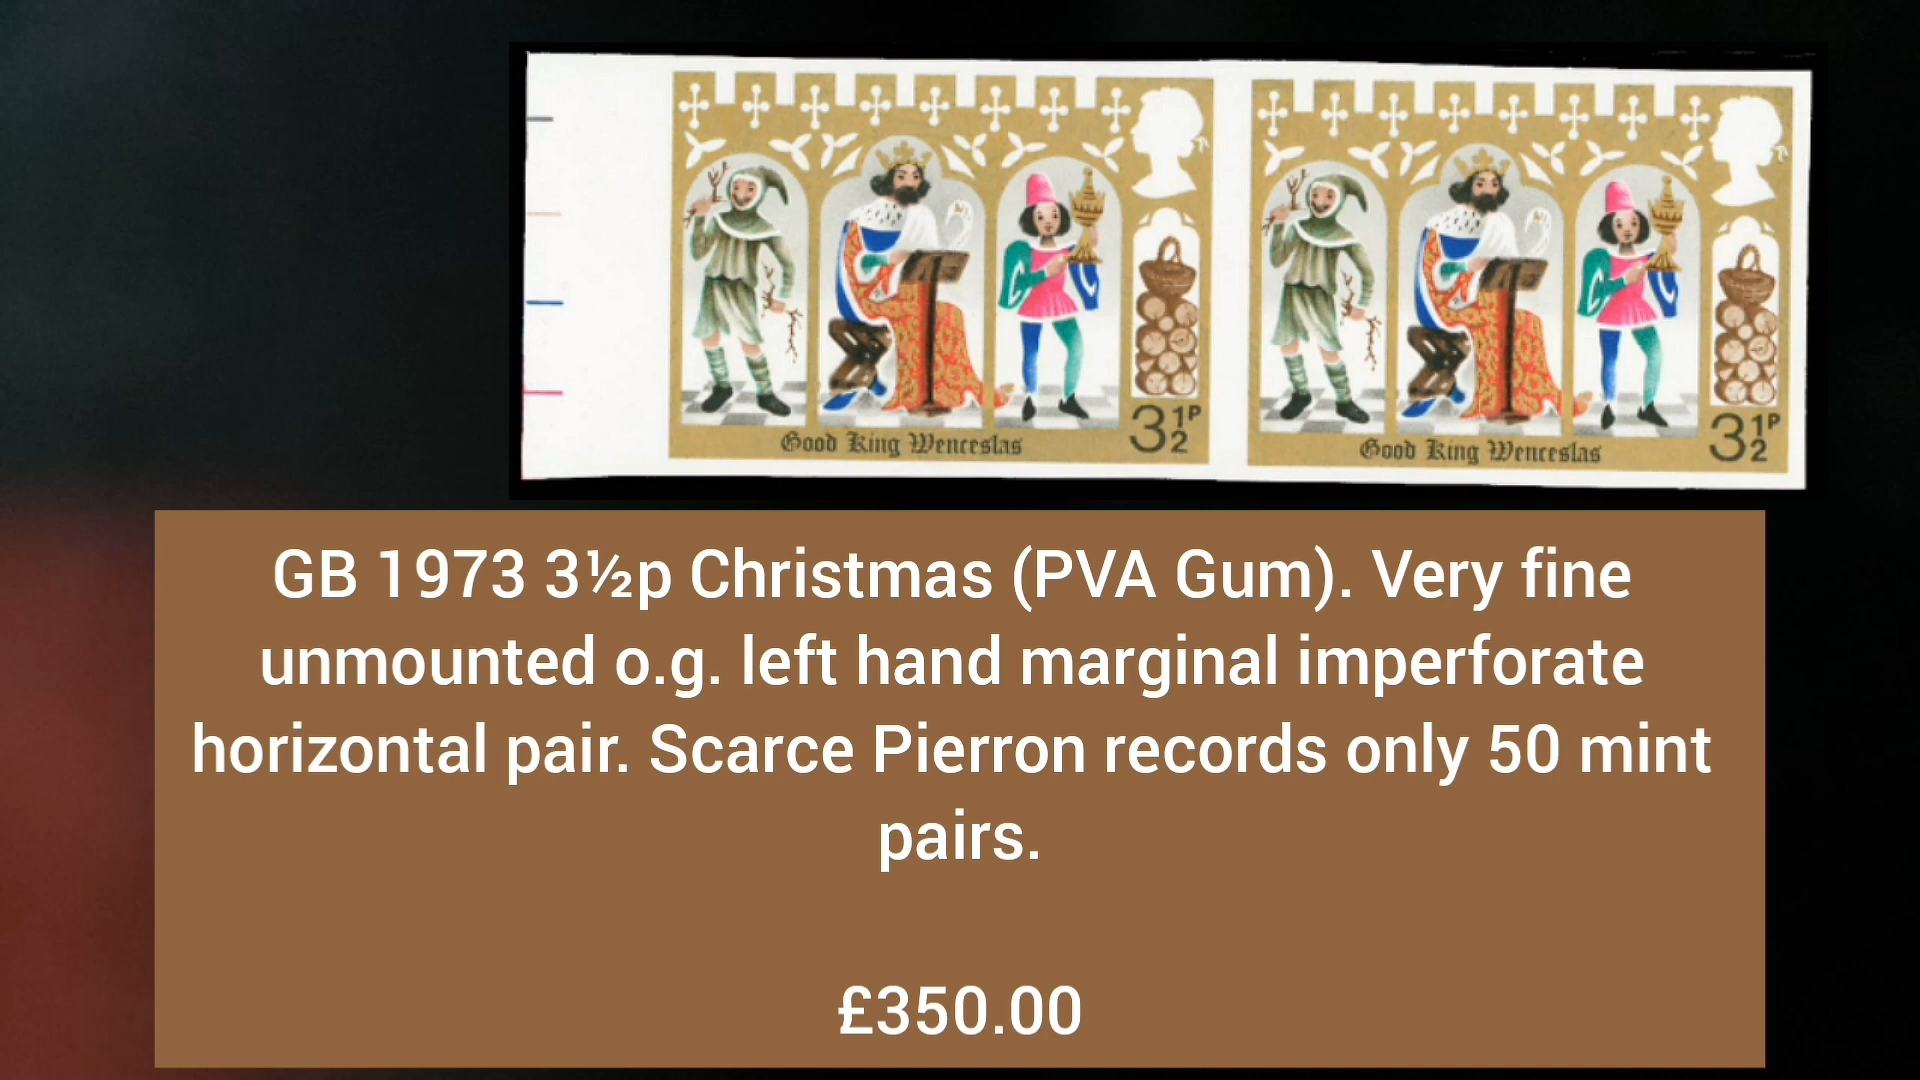 Good King Wenceslas 3½P Good King Wenceslas 3½P
GB 1973 3½p Christmas (PVA Gum). Very fine
unmounted o.g. left hand marginal imperforate
horizontal pair. Scarce Pierron records only 50 mint
pairs.
£350.00